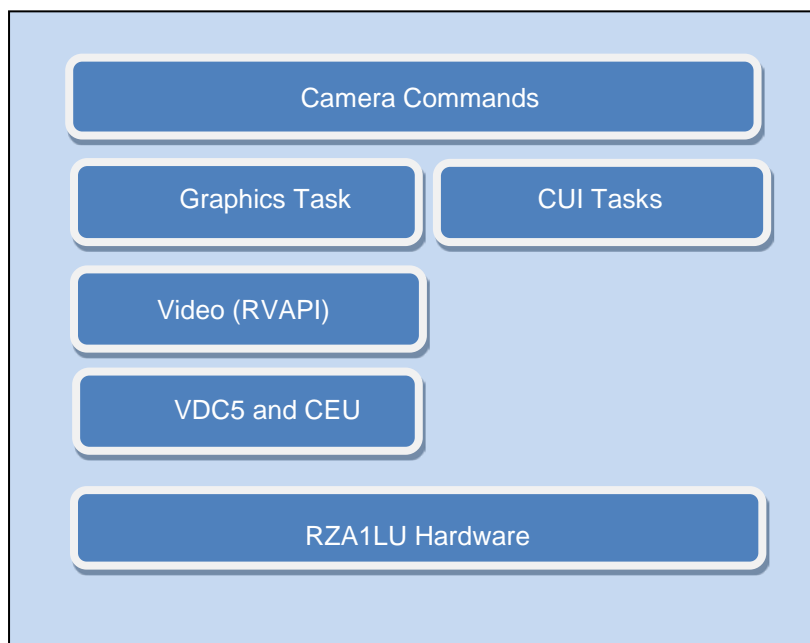 Camera Commands
Graphics Task
CUI Tasks
Video (RVAPI)
VDC5 and CEU
RZA1LU Hardware